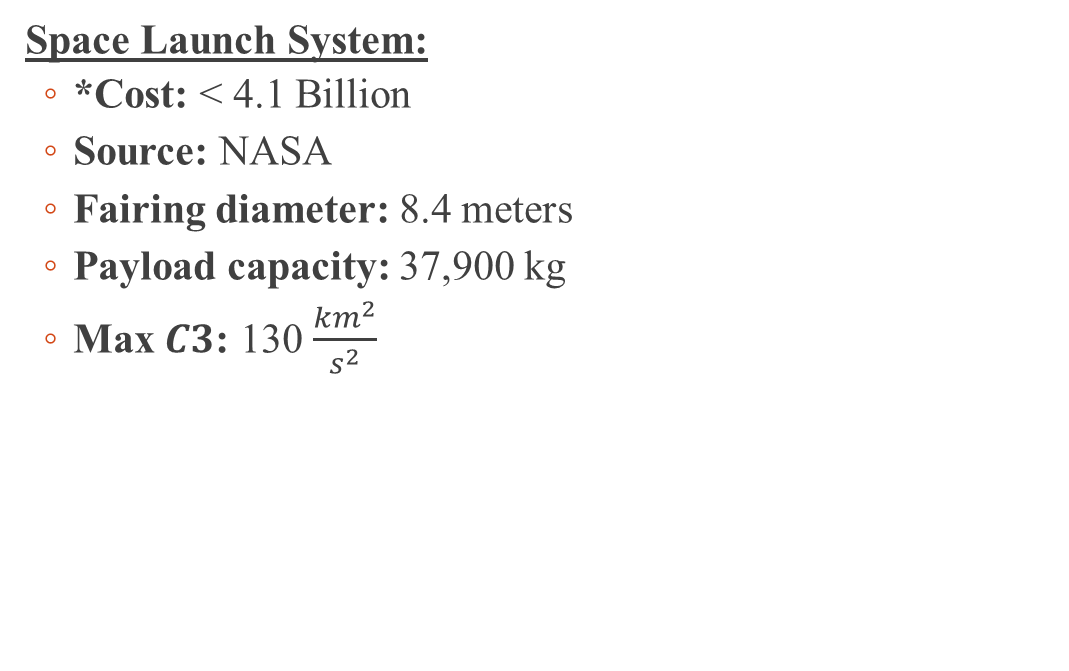 Space Launch System:
◦ *Cost: < 4.1 Billion
◦ Source: NASA
◦ Fairing diameter: 8.4 meters
◦ Payload capacity: 37,900 kg
◦ Max C3: 130 km²/s²